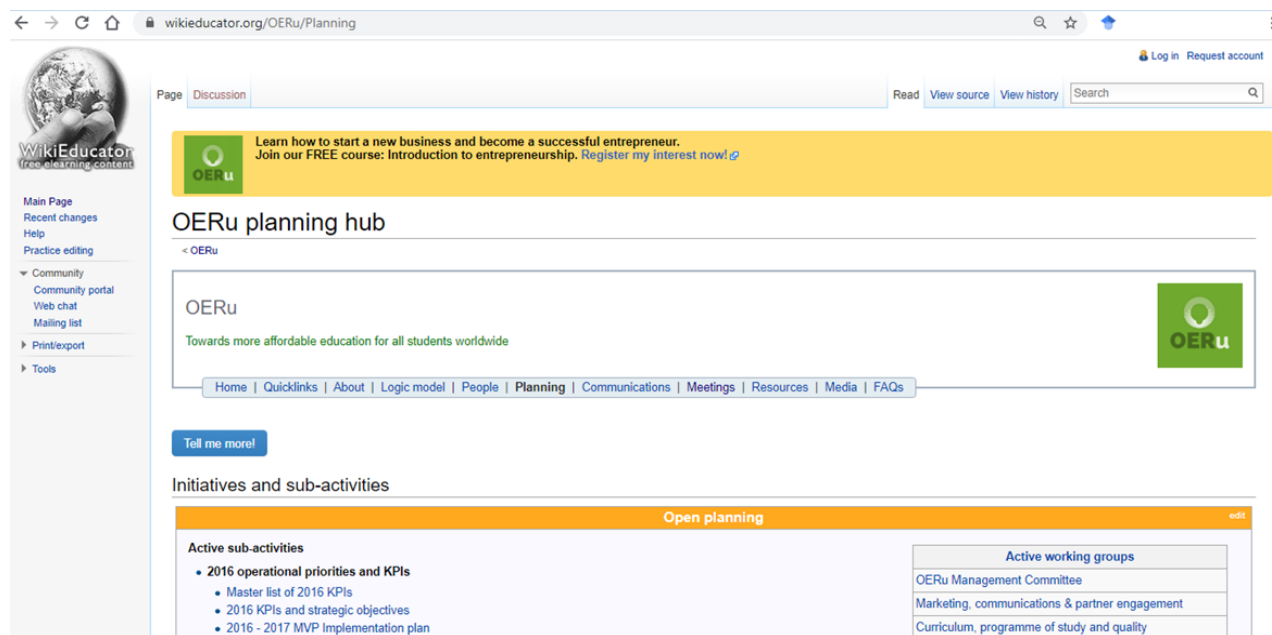 wikieducator.org/OERu/Planning
Log in Request account
Page Discussion
Read View source View history Search
WikiEducator
free elearning content
OERu
Learn how to start a new business and become a successful entrepreneur.
Join our FREE course: Introduction to entrepreneurship. Register my interest now!
Main Page
Recent changes
Help
Practice editing
Community
Community portal
Web chat
Mailing list
Print/export
Tools
OERu planning hub
< OERu
OERu
Towards more affordable education for all students worldwide
OERu
Home | Quicklinks | About | Logic model | People | Planning | Communications | Meetings | Resources | Media | FAQs
Tell me more!
Initiatives and sub-activities
Open planning
edit
Active sub-activities
• 2016 operational priorities and KPIs
• Master list of 2016 KPIs
• 2016 KPIs and strategic objectives
• 2016 - 2017 MVP Implementation plan
Active working groups
OERu Management Committee
Marketing, communications & partner engagement
Curriculum, programme of study and quality